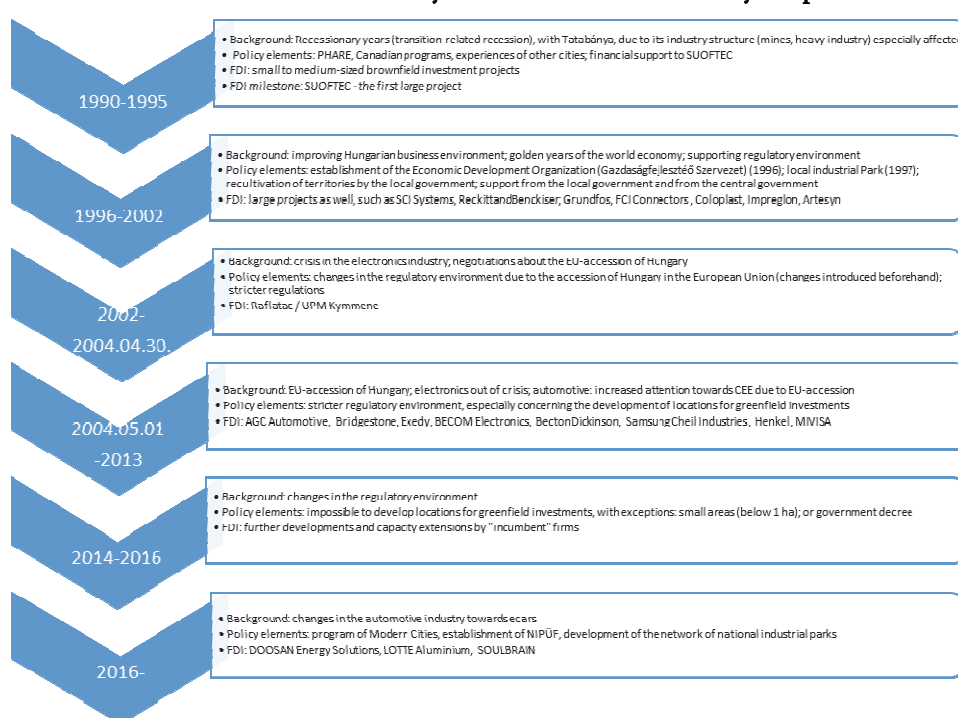 1990-1995
• Background: Recessionary years (transition related recession), with Tatabánya, due to its industry structure (mines, heavy industry) especially affected
• Policy elements: PHARE, Canadian programs, experiences of other cities; financial support to SUOFTEC
• FDI: small to medium-sized brownfield investment projects
• FDI milestone: SUOFTEC - the first large project
1996-2002
• Background: improving Hungarian business environment; golden years of the world economy; supporting regulatory environment
• Policy elements: establishment of the Economic Development Organization (Gazdaságfejlesztéő Szervezet) (1996); local industrial Park (1997);
recultivation of territories by the local government; support from the local government and from the central government
• FDI: large projects as well, such as SCI Systems, ReckittandBenckiser, Grundfos, FCI Connectors, Coloplast, Impreglon, Artesyn
2002-
2004.04.30.
• Background: crisis in the electronics industry; negotiations about the EU-accession of Hungary
• Policy elements: changes in the regulatory environment due to the accession of Hungary in the European Union (changes introduced beforehand);
stricter regulations
• FDI: Raflatac / UPM Kymmene
2004.05.01
-2013
• Background: EU-accession of Hungary; electronics out of crisis; automotive: increased attention towards CEE due to EU-accession
• Policy elements: stricter regulatory environment, especially concerning the development of locations for greenfield investments
• FDI: AGC Automotive, Bridgestone, Exedy, BECOM Electronics, Becton Dickinson, Samsung Cheil Industries, Henkel, MIVISA
2014-2016
• Background: changes in the regulatory environment
• Policy elements: impossible to develop locations for greenfield investments, with exceptions: small areas (below 1 ha); or government decree
• FDI: further developments and capacity extensions by "incumbent" firms
2016-
• Background: changes in the automotive industry towards ecars
• Policy elements: program of Modern Cities, establishment of NIPÜF, development of the network of national industrial parks
• FDI: DOOSAN Energy Solutions, LOTTE Aluminium, SOULBRAIN